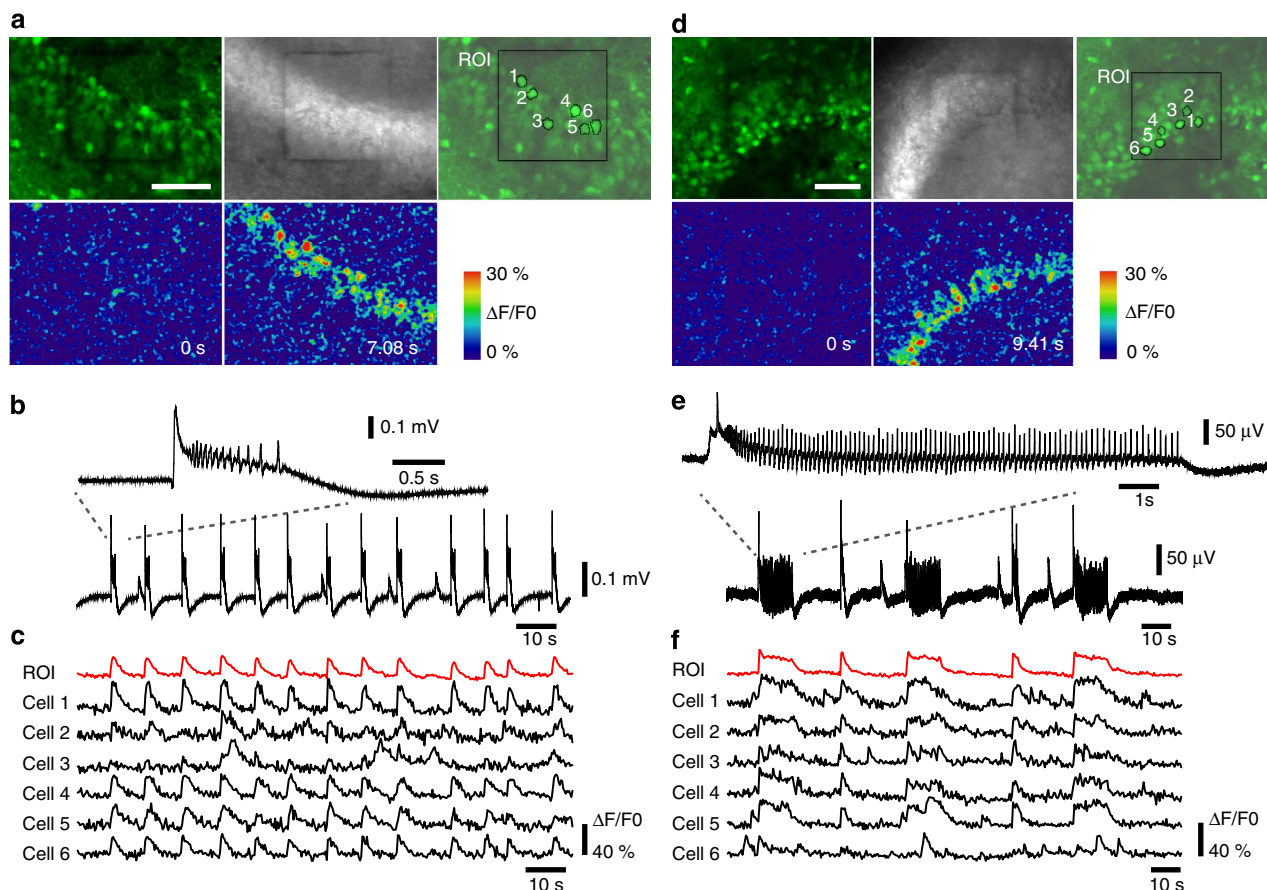 a
ROI
1
2
3
4
6
5
0 s
7.08 s
30 %
ΔF/F0
0 %
b
0.1 mV
0.5 s
0.1 mV
10 s
c
ROI
Cell 1
Cell 2
Cell 3
Cell 4
Cell 5
Cell 6
ΔF/F0
40 %
10 s
d
ROI
2
3
1
4
5
6
0 s
9.41 s
30 %
ΔF/F0
0 %
e
50 µV
1s
50 µV
10 s
f
ROI
Cell 1
Cell 2
Cell 3
Cell 4
Cell 5
Cell 6
ΔF/F0
40 %
10 s